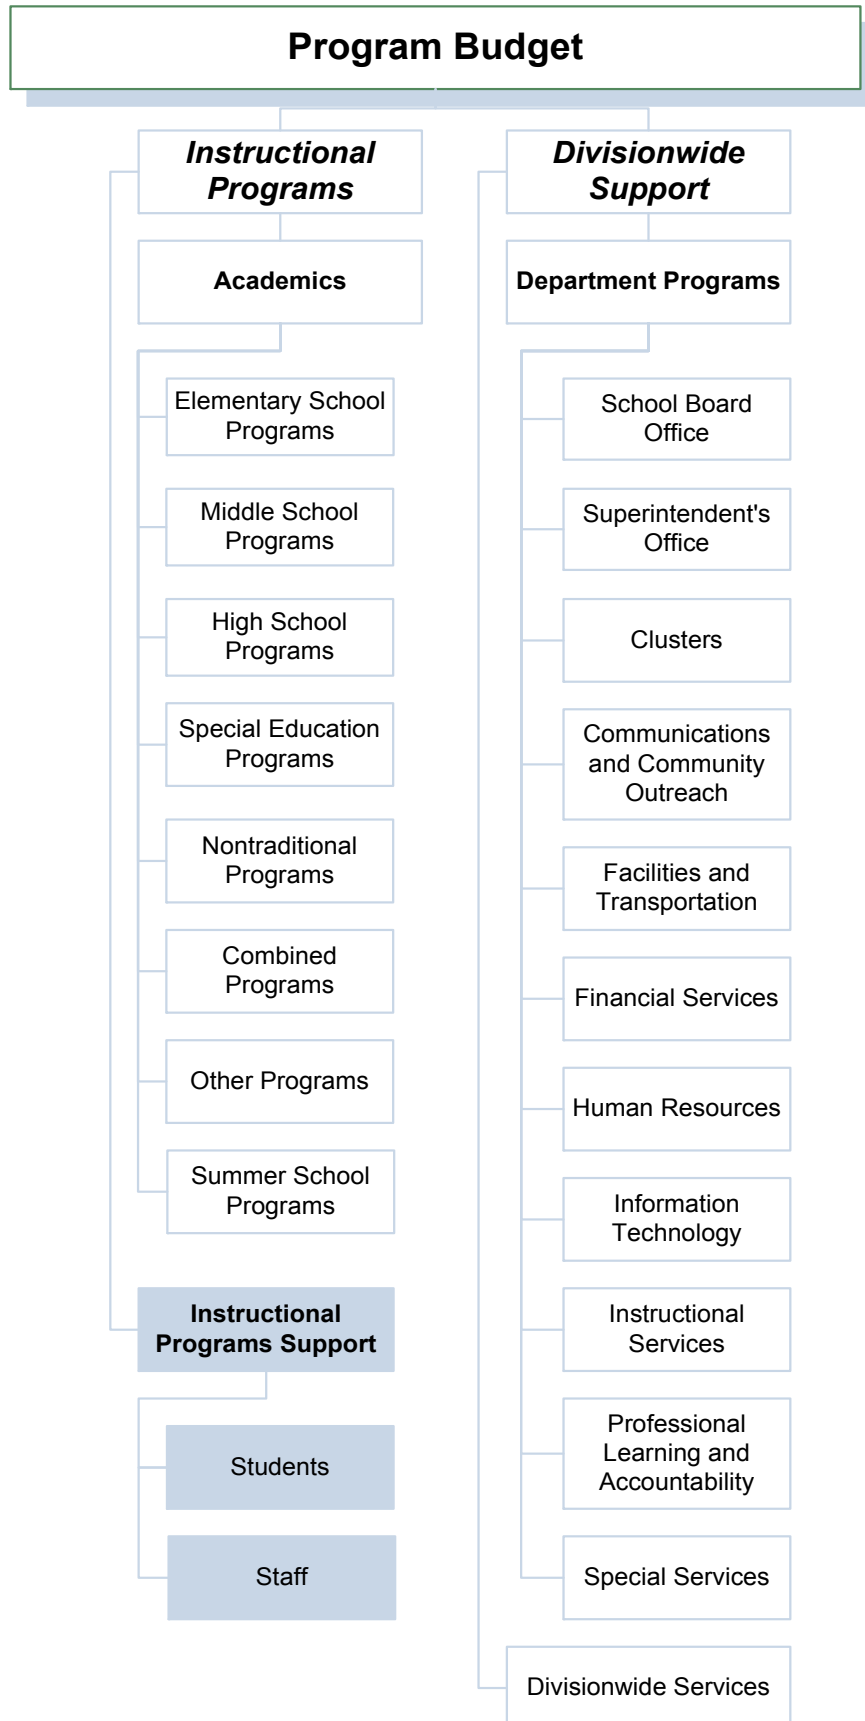 Program Budget
Instructional
Programs
Academics
Elementary School
Programs
Middle School
Programs
High School
Programs
Special Education
Programs
Nontraditional
Programs
Combined
Programs
Other Programs
Summer School
Programs
Instructional
Programs Support
Students
Staff
Divisionwide
Support
Department Programs
School Board
Office
Superintendent's
Office
Clusters
Communications
and Community
Outreach
Facilities and
Transportation
Financial Services
Human Resources
Information
Technology
Instructional
Services
Professional
Learning and
Accountability
Special Services
Divisionwide Services